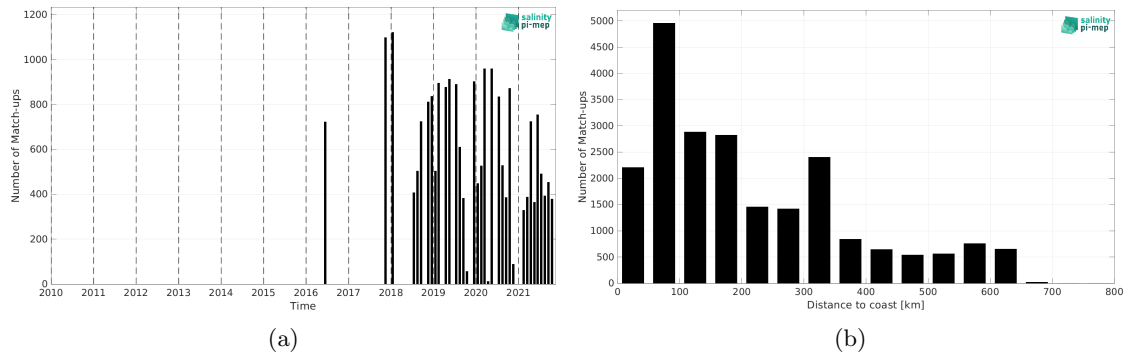 1200
1000
800
600
400
200
0
Number of Match-ups
2010 2011 2012 2013 2014 2015 2016 2017 2018 2019 2020 2021
Time
salinity
pi-mep
(a)
5000
4500
4000
3500
3000
2500
2000
1500
1000
500
0
Number of Match-ups
0 100 200 300 400 500 600 700 800
Distance to coast [km]
salinity
pi-mep
(b)